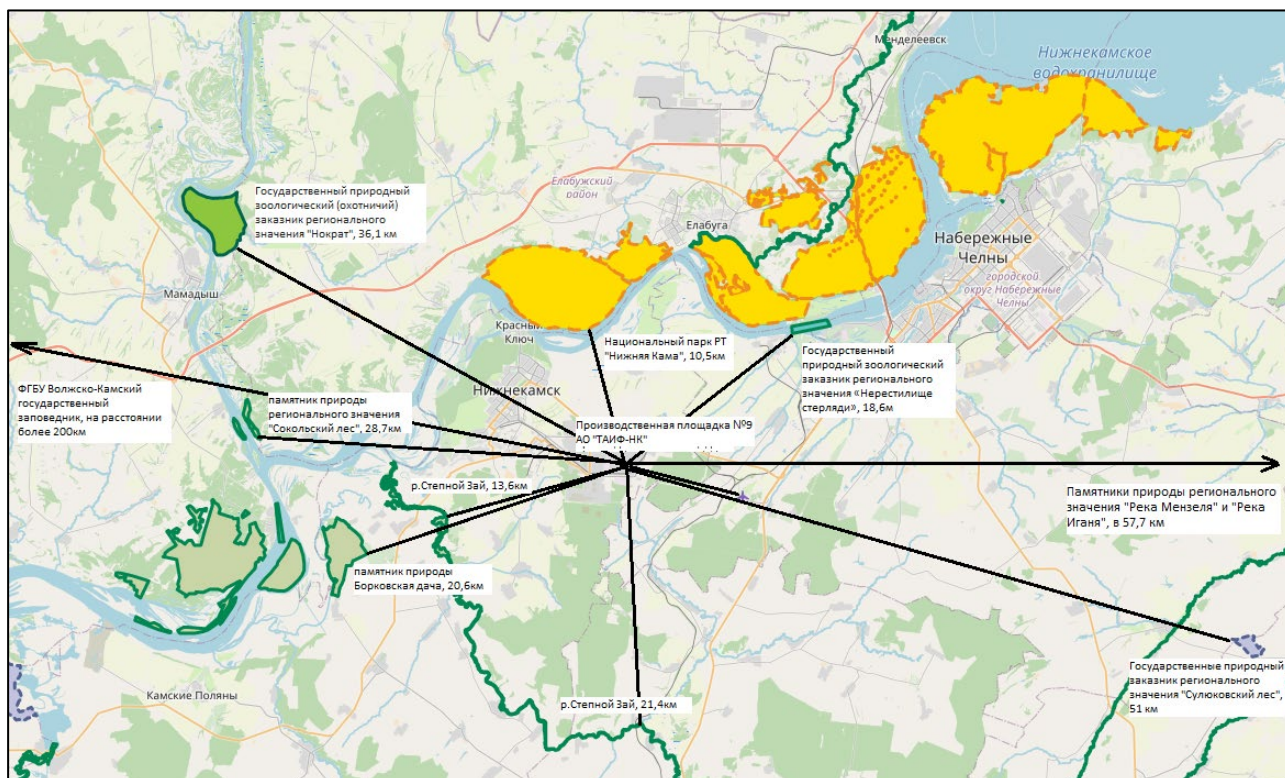 Менделеевск
Нижнекамское
водохранилище
Государственный природный
зоологический (охотничий)
заказник регионального
значения "Нократ", 36,1 км
Елабужский
район
Елабуга
Набережные
Челны
городской
округ Набережные
Челны
Мамадыш
Красный
Ключ
Национальный парк РТ
"Нижняя Кама", 10,5км
Государственный
природный зоологический
заказник регионального
значения «Нерестилище
стерляди», 18,6м
ФГБУ Волжско-Камский
государственный
заповедник, на расстоянии
более 200км
Нижнекамск
памятник природы
регионального значения
"Сокольский лес", 28,7км
Производственная площадка №9
АО "ТАИФ-НК"
р.Степной Зай, 13,6км
Памятники природы регионального
значения "Река Мензеля" и "Река
Иганя", в 57,7 км
памятник природы
Борковская дача, 20,6км
Государственные природный
заказник регионального
значения "Сулюковский лес",
51 км
Камские Поляны
р.Степной Зай, 21,4км